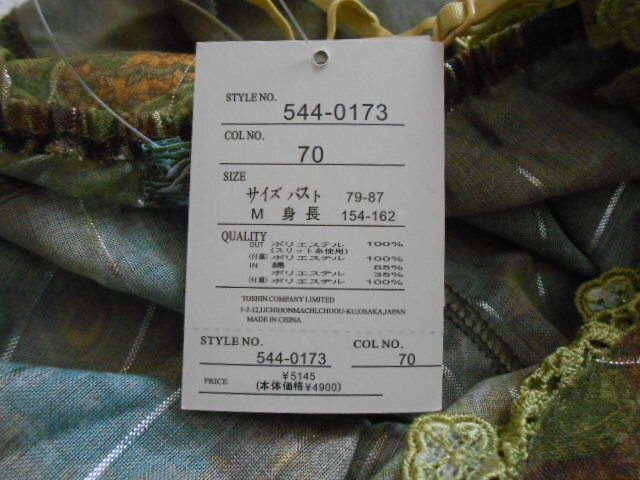 STYLE NO.
544-0173
COL NO.
70
SIZE
サイズ バスト 79-87
M 身長 154-162
QUALITY
OUT ポリエステル 100%
(スリット糸使用)
(付属) ポリエステル 100%
IN 綿 65%
ポリエステル 35%
(付属) ポリエステル 100%
TOSHIN COMPANY LIMITED
1-2-12,UCHIHONMACHI,CHUOU-KU,OSAKA,JAPAN
MADE IN CHINA
STYLE NO. COL NO.
544-0173 70
PRICE ¥5145
(本体価格¥4900)